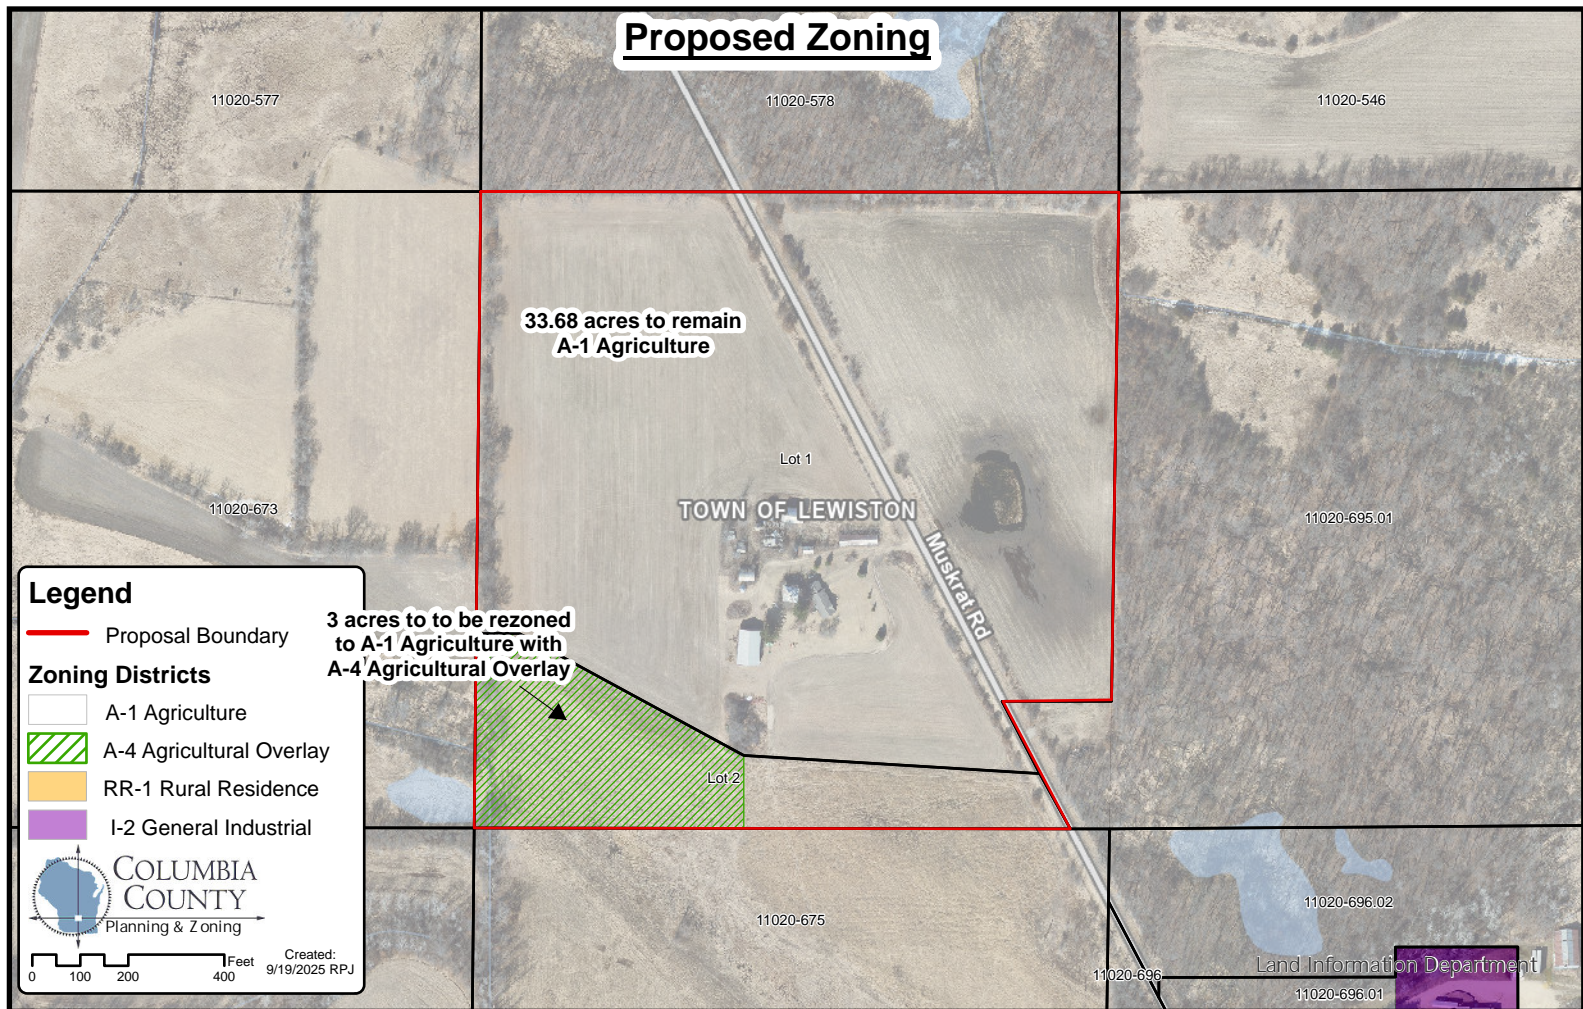 Proposed Zoning
11020-577
11020-578
11020-546
33.68 acres to remain
A-1 Agriculture
Lot 1
11020-673
TOWN OF LEWISTON
11020-695.01
Muskrat Rd
3 acres to to be rezoned
to A-1 Agriculture with
A-4 Agricultural Overlay
Lot 2
Legend
Proposal Boundary
Zoning Districts
A-1 Agriculture
A-4 Agricultural Overlay
RR-1 Rural Residence
I-2 General Industrial
COLUMBIA
COUNTY
Planning & Zoning
Feet
0 100 200 400
Created:
9/19/2025 RPJ
11020-675
11020-696.02
11020-696
Land Information Department
11020-696.01